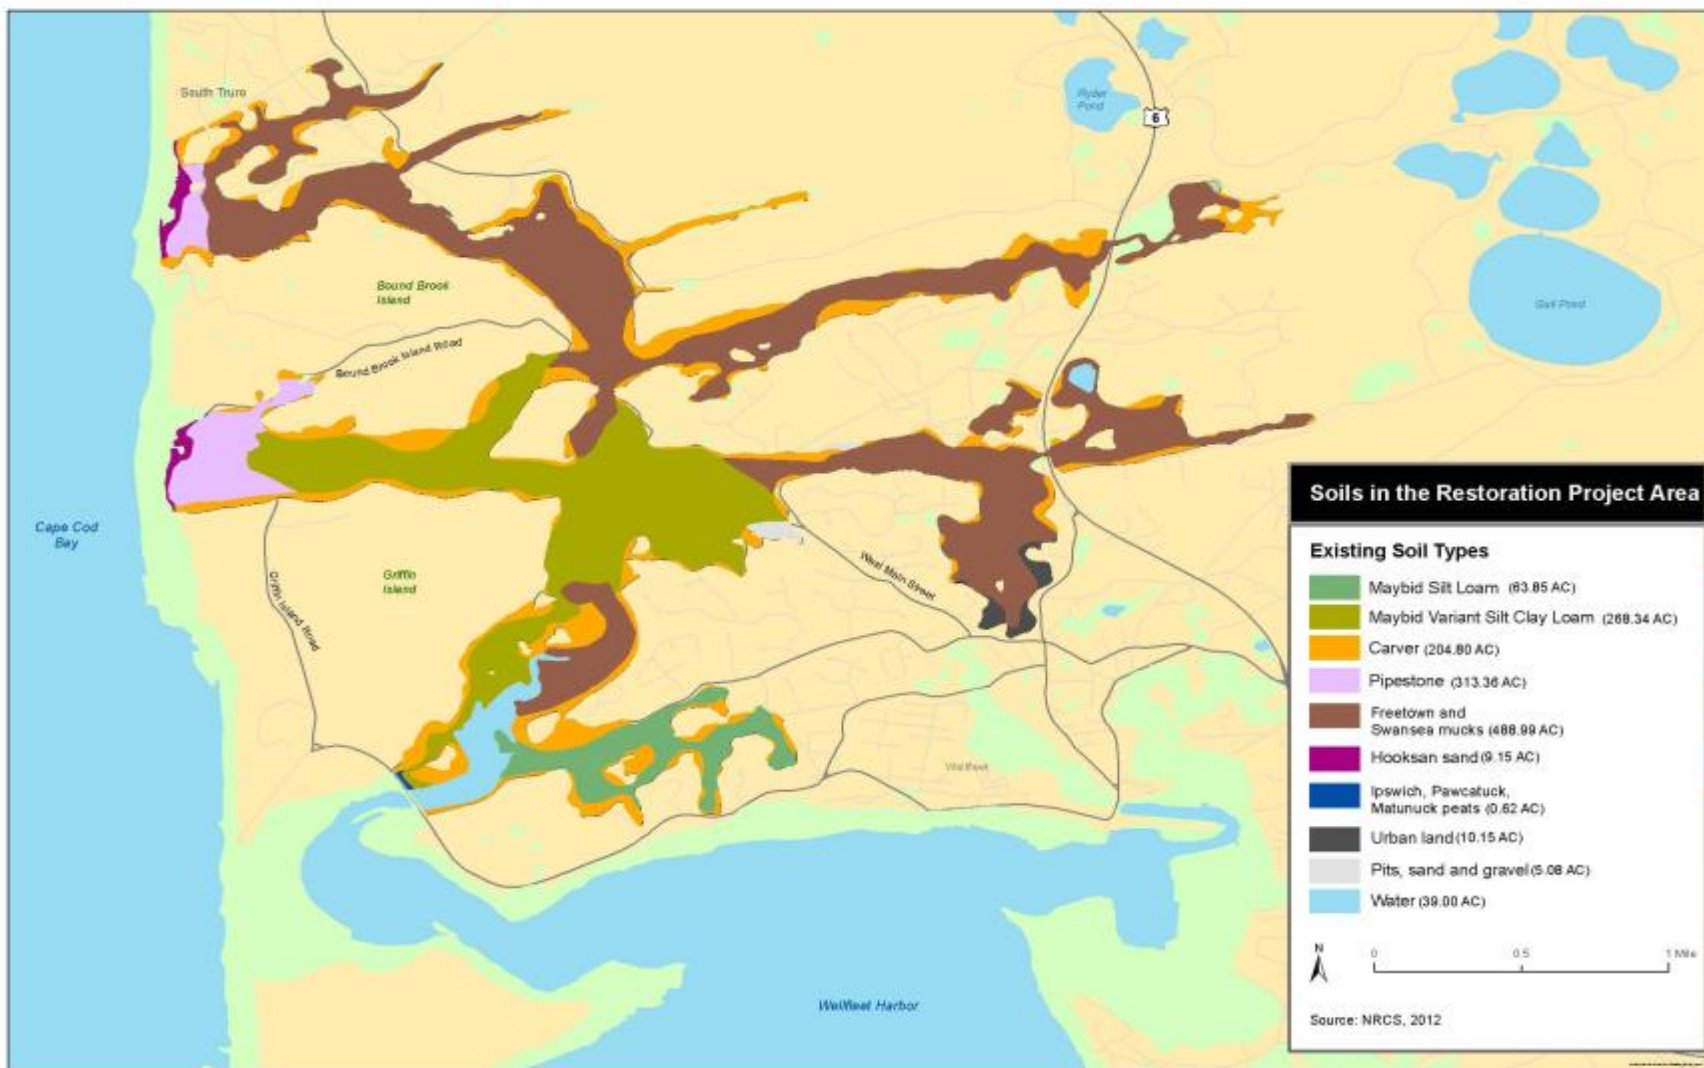 South Truro
Ryder
Pond
6
Bound Brook
Island
Gull Pond
Bound Brook Island Road
Cape Cod
Bay
Griffin
Island
Griffin Island Road
West Main Street
Wellfleet
Wellfleet Harbor
Soils in the Restoration Project Area
Existing Soil Types
Maybid Silt Loam (63.85 AC)
Maybid Variant Silt Clay Loam (268.34 AC)
Carver (204.80 AC)
Pipestone (313.36 AC)
Freetown and
Swansea mucks (488.99 AC)
Hooksan sand (9.15 AC)
Ipswich, Pawcatuck,
Matunuck peats (0.62 AC)
Urban land (10.15 AC)
Pits, sand and gravel (5.08 AC)
Water (39.00 AC)
N
0 0.5 1 Mile
Source: NRCS, 2012